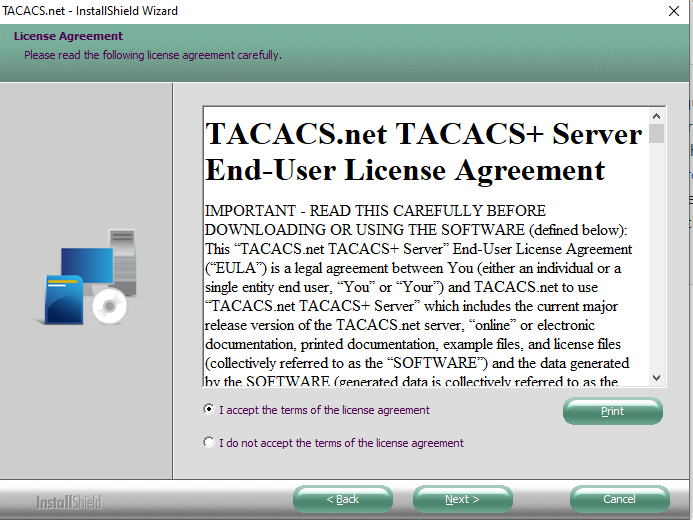 TACACS.net - InstallShield Wizard
License Agreement
Please read the following license agreement carefully.
TACACS.net TACACS+ Server
End-User License Agreement
IMPORTANT - READ THIS CAREFULLY BEFORE
DOWNLOADING OR USING THE SOFTWARE (defined below):
This “TACACS.net TACACS+ Server” End-User License Agreement
(“EULA”) is a legal agreement between You (either an individual or a
single entity end user, “You” or “Your”) and TACACS.net to use
“TACACS.net TACACS+ Server” which includes the current major
release version of the TACACS.net server, “online” or electronic
documentation, printed documentation, example files, and license files
(collectively referred to as the “SOFTWARE”) and the data generated
by the SOFTWARE (generated data is collectively referred to as the
I accept the terms of the license agreement
Print
I do not accept the terms of the license agreement
InstallShield
< Back
Next >
Cancel